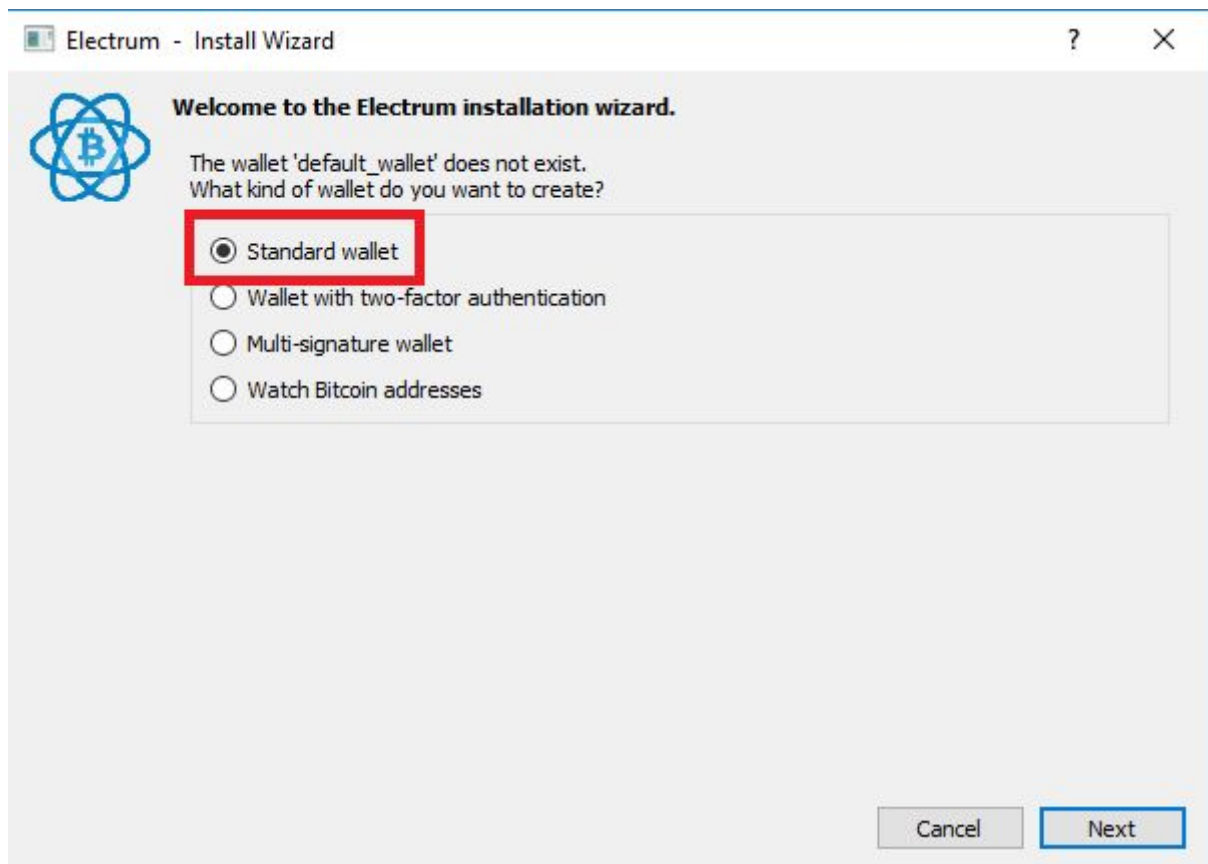 Electrum - Install Wizard
Welcome to the Electrum installation wizard.
The wallet 'default_wallet' does not exist.
What kind of wallet do you want to create?
Standard wallet
Wallet with two-factor authentication
Multi-signature wallet
Watch Bitcoin addresses
Cancel Next